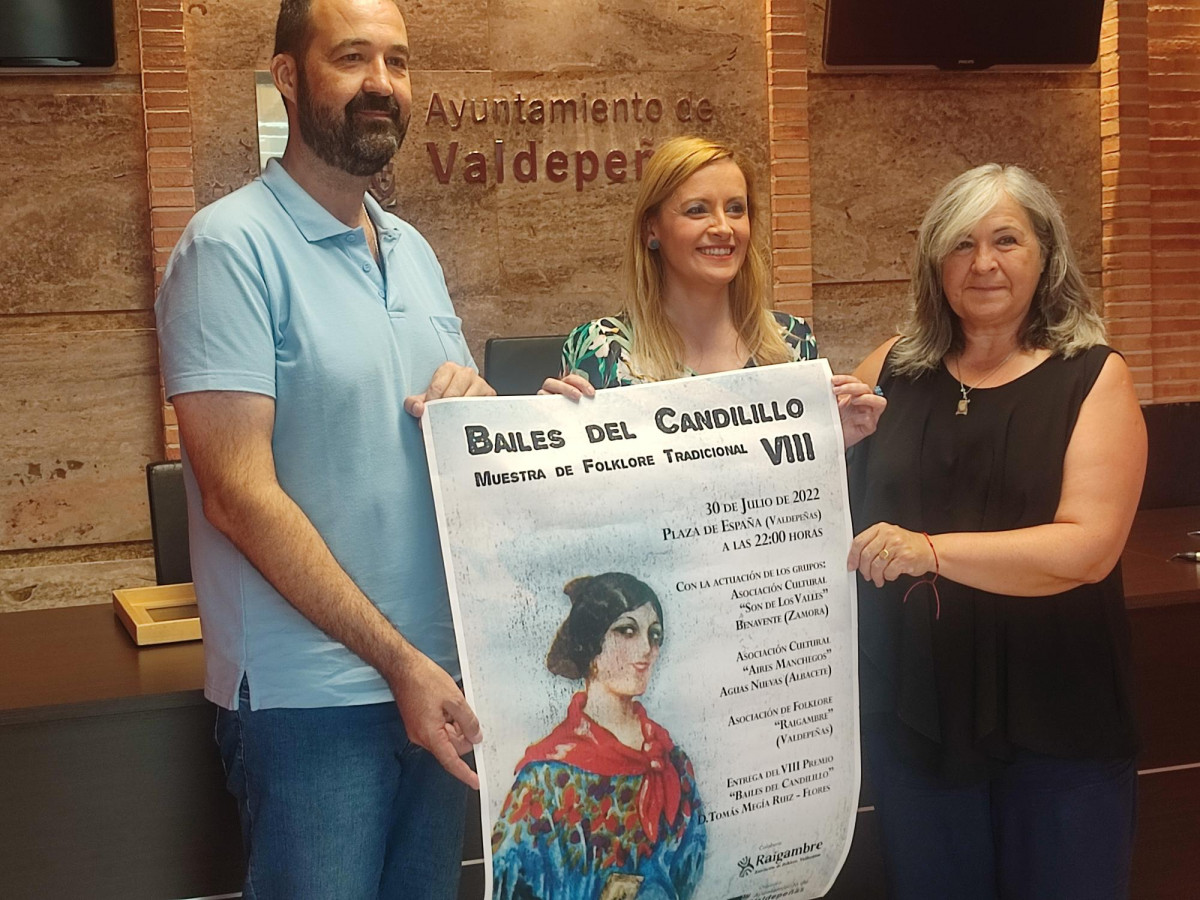 Ayuntamiento de
Valdepeñ
BAILES DEL CANDILILLO
MUESTRA DE FOLKLORE TRADICIONAL VIII
30 DE JULIO DE 2022
PLAZA DE ESPAÑA (VALDEPEÑAS)
A LAS 22:00 HORAS
CON LA ACTUACIÓN DE LOS GRUPOS:
ASOCIACIÓN CULTURAL
“SON DE LOS VALLES”
BENAVENTE (ZAMORA)
ASOCIACIÓN CULTURAL
“AIRES MANCHEGOS”
AGUAS NUEVAS (ALBACETE)
ASOCIACIÓN DE FOLKLORE
“RAIGAMBRE”
(VALDEPEÑAS)
ENTREGA DEL VIII PREMIO
“BAILES DEL CANDILILLO”
D.TOMÁS MEGÍA RUIZ - FLORES
Raigambre
Valdepeñas